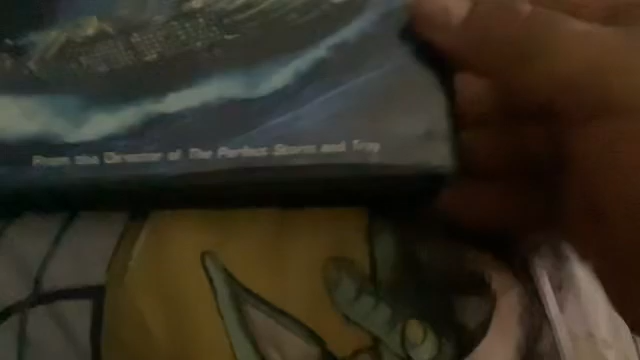 From the Director of The Perfect Storm and Troy